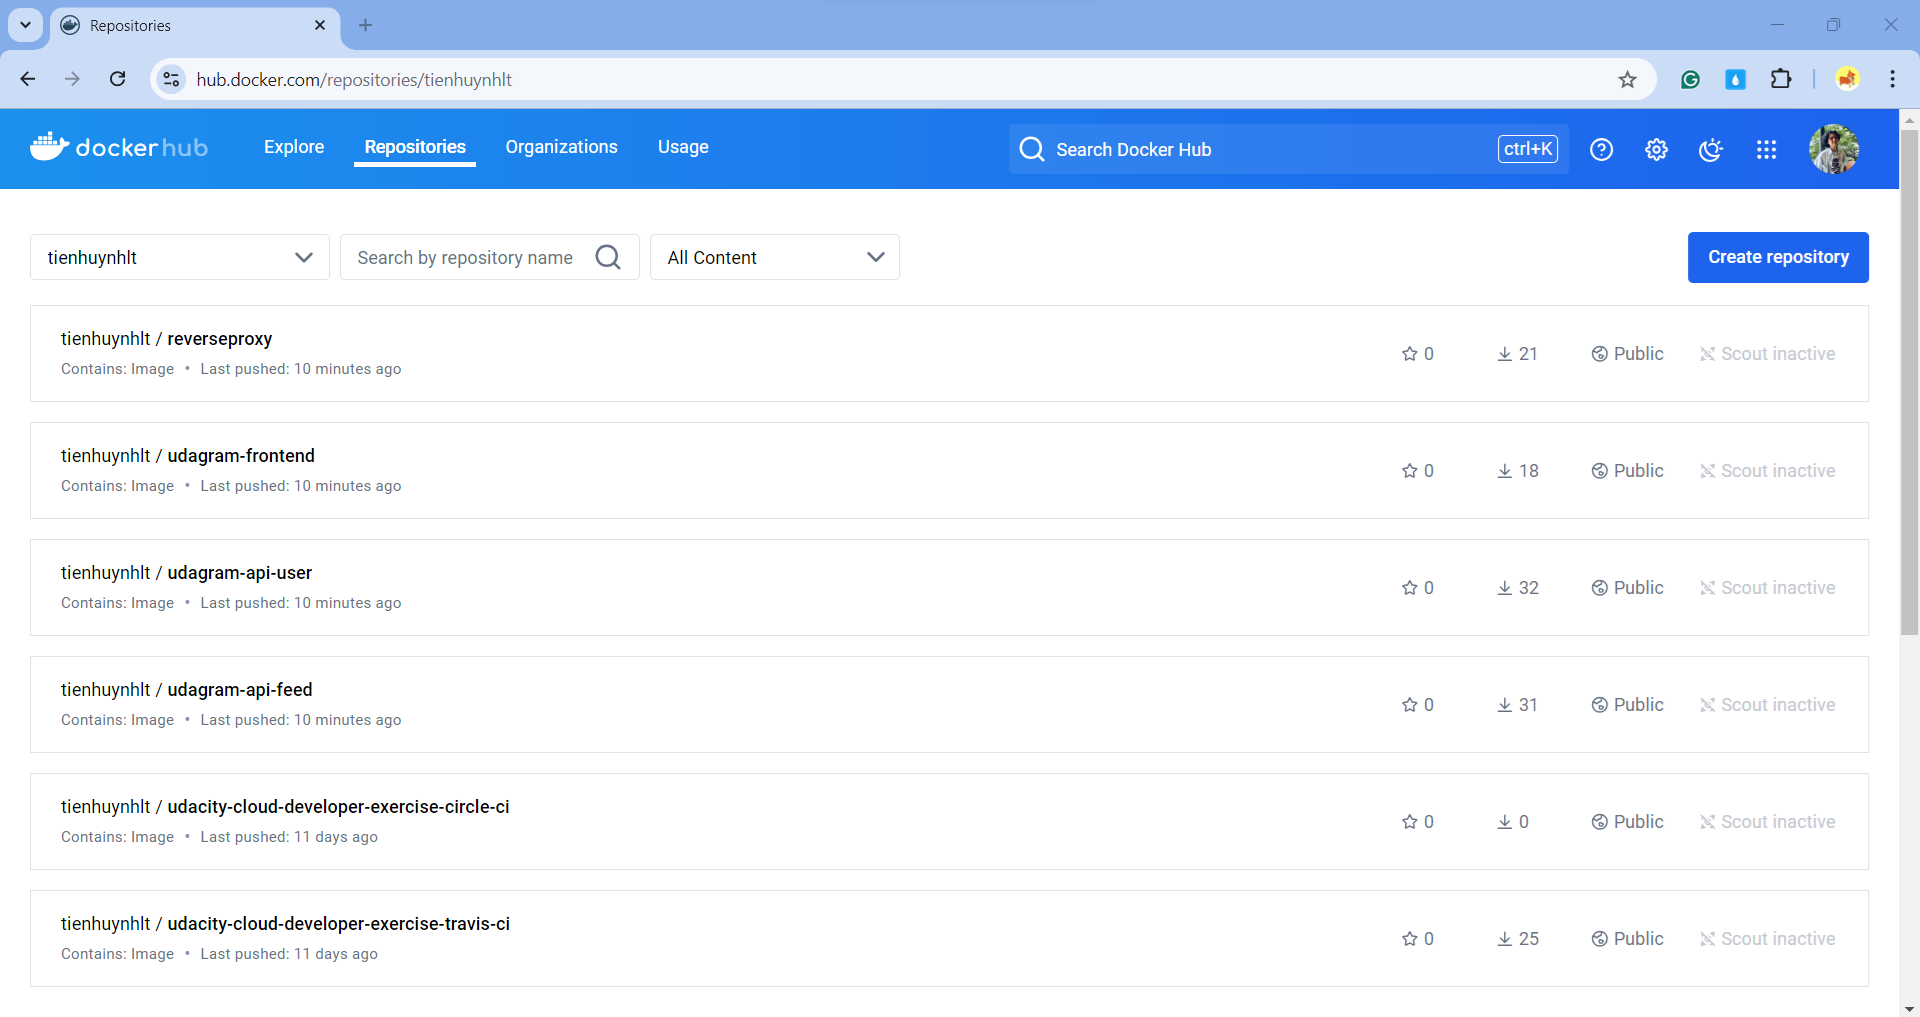 Repositories
hub.docker.com/repositories/tienhuynhlt
dockerhub Explore Repositories Organizations Usage Search Docker Hub ctrl+K
tienhuynhlt Search by repository name All Content Create repository
tienhuynhlt / reverseproxy
Contains: Image • Last pushed: 10 minutes ago
0 21 Public Scout inactive
tienhuynhlt / udagram-frontend
Contains: Image • Last pushed: 10 minutes ago
0 18 Public Scout inactive
tienhuynhlt / udagram-api-user
Contains: Image • Last pushed: 10 minutes ago
0 32 Public Scout inactive
tienhuynhlt / udagram-api-feed
Contains: Image • Last pushed: 10 minutes ago
0 31 Public Scout inactive
tienhuynhlt / udacity-cloud-developer-exercise-circle-ci
Contains: Image • Last pushed: 11 days ago
0 0 Public Scout inactive
tienhuynhlt / udacity-cloud-developer-exercise-travis-ci
Contains: Image • Last pushed: 11 days ago
0 25 Public Scout inactive